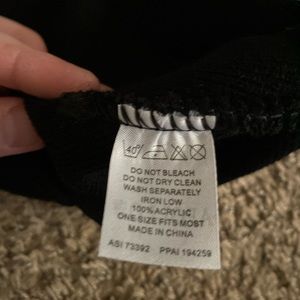 40°
DO NOT BLEACH
DO NOT DRY CLEAN
WASH SEPARATELY
IRON LOW
100% ACRYLIC
ONE SIZE FITS MOST
MADE IN CHINA
ASI 73392 PPAI 194259